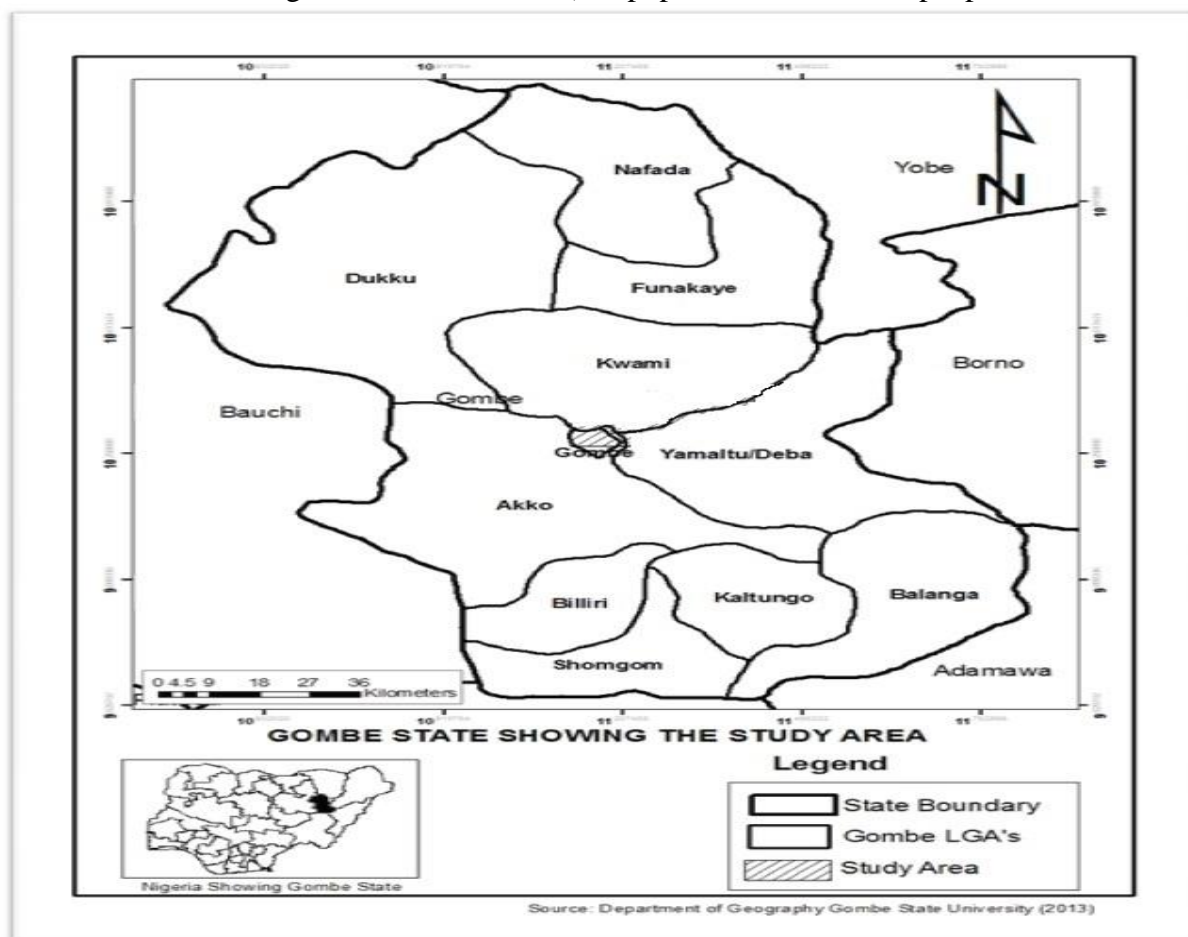 Nafada
Yobe
Dukku
Funakaye
Kwami
Borno
Gombe
Bauchi
Gombe
Yamaltu/Deba
Akko
Billiri
Kaltungo
Balanga
Shomgom
Adamawa
0 4.5 9 18 27 36
Kilometers
N
GOMBE STATE SHOWING THE STUDY AREA
Legend
State Boundary
Gombe LGA's
Study Area
Nigeria Showing Gombe State
Source: Department of Geography Gombe State University (2013)